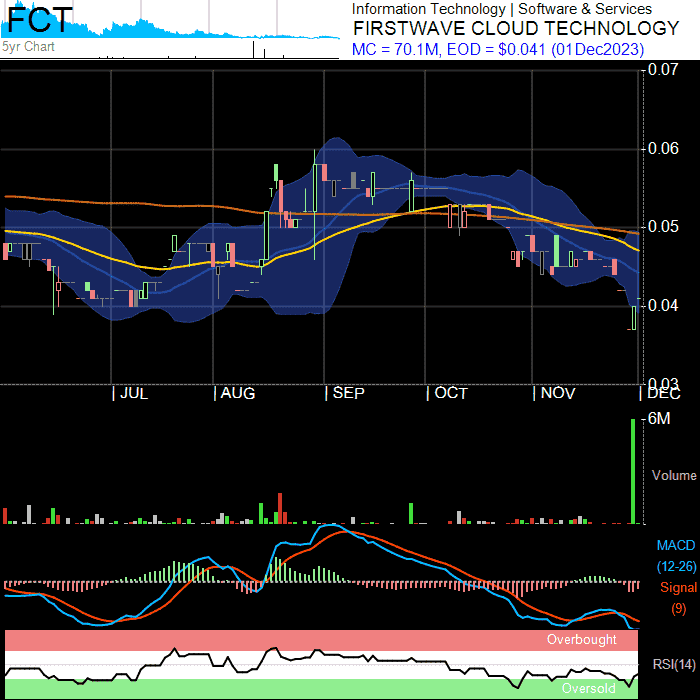 FCT
5yr Chart
Information Technology | Software & Services
FIRSTWAVE CLOUD TECHNOLOGY
MC = 70.1M, EOD = $0.041 (01Dec2023)
0.07
0.06
0.05
0.04
0.03
| JUL | AUG | SEP | OCT | NOV | DEC
6M
Volume
MACD
(12-26)
Signal
(9)
Overbought
RSI(14)
Oversold